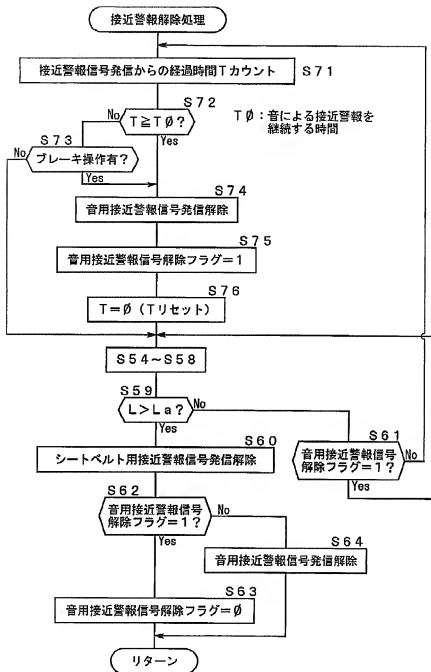 接近警報解除処理
接近警報信号発信からの経過時間Tカウント
S71
S72
T≧TØ?
No
Yes
TØ:音による接近警報を
継続する時間
S73
ブレーキ操作有?
No
Yes
S74
音用接近警報信号発信解除
S75
音用接近警報信号解除フラグ=1
S76
T=Ø(Tリセット)
S54~S58
S59
L>La?
No
Yes
S60
シートベルト用接近警報信号発信解除
S61
音用接近警報信号
解除フラグ=1?
No
Yes
S62
音用接近警報信号
解除フラグ=1?
No
Yes
S64
音用接近警報信号発信解除
S63
音用接近警報信号解除フラグ=Ø
リターン